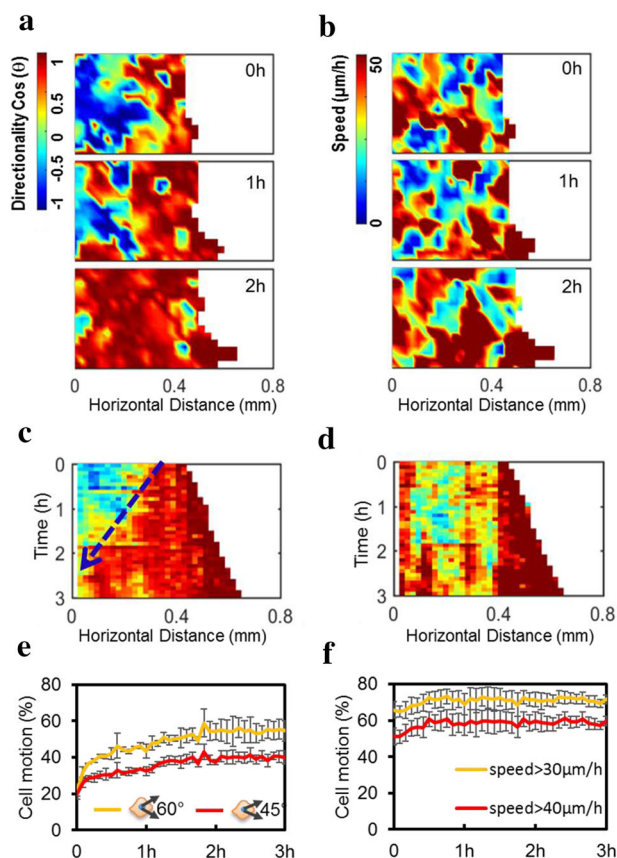 a
Directionality Cos (θ)
1
0.5
0
-0.5
-1
0h
1h
2h
0
0.4
0.8
Horizontal Distance (mm)
b
Speed (µm/h)
50
0
0h
1h
2h
0
0.4
0.8
Horizontal Distance (mm)
c
Time (h)
0
1
2
3
0
0.4
0.8
Horizontal Distance (mm)
d
Time (h)
0
1
2
3
0
0.4
0.8
Horizontal Distance (mm)
e
Cell motion (%)
80
60
40
20
0
60°
45°
0
1h
2h
3h
f
Cell motion (%)
80
60
40
20
0
speed>30µm/h
speed>40µm/h
0
1h
2h
3h